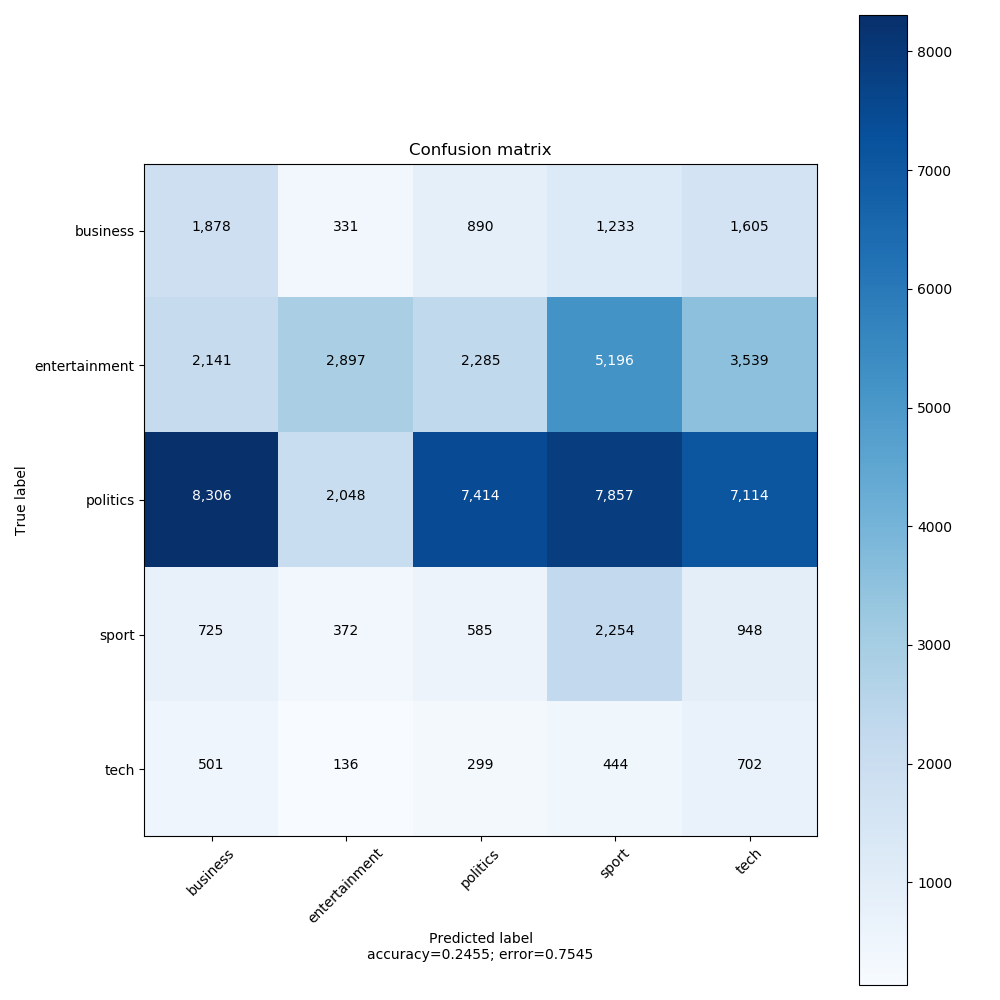 Confusion matrix
True label
business 1,878 331 890 1,233 1,605
entertainment 2,141 2,897 2,285 5,196 3,539
politics 8,306 2,048 7,414 7,857 7,114
sport 725 372 585 2,254 948
tech 501 136 299 444 702
business entertainment politics sport tech
Predicted label
accuracy=0.2455; error=0.7545
8000
7000
6000
5000
4000
3000
2000
1000